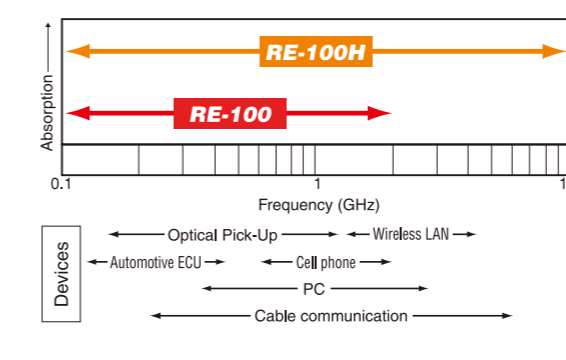 RE-100H
RE-100
Absorption
0.1 1 1
Frequency (GHz)
Devices
Optical Pick-Up Wireless LAN
Automotive ECU Cell phone
PC
Cable communication